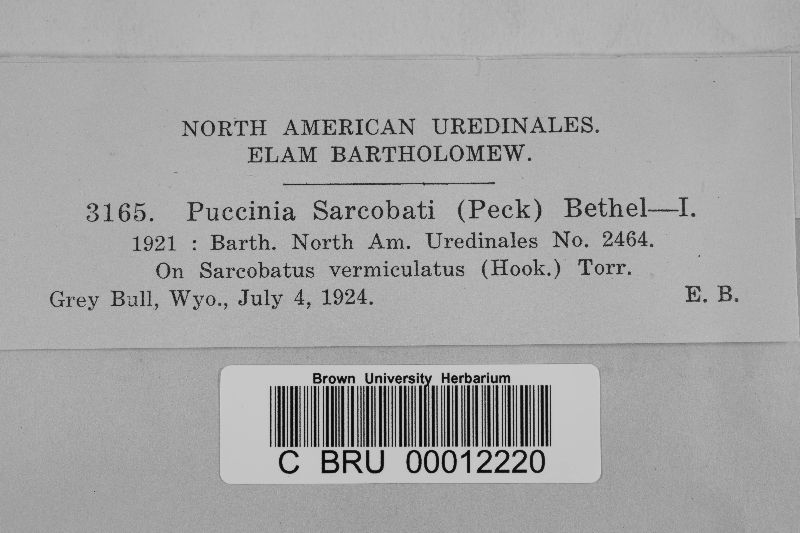 NORTH AMERICAN UREDINALES.
ELAM BARTHOLOMEW.
3165. Puccinia Sarcobati (Peck) Bethel—I.
1921 : Barth. North Am. Uredinales No. 2464.
On Sarcobatus vermiculatus (Hook.) Torr.
Grey Bull, Wyo., July 4, 1924. E. B.
Brown University Herbarium
C BRU 00012220